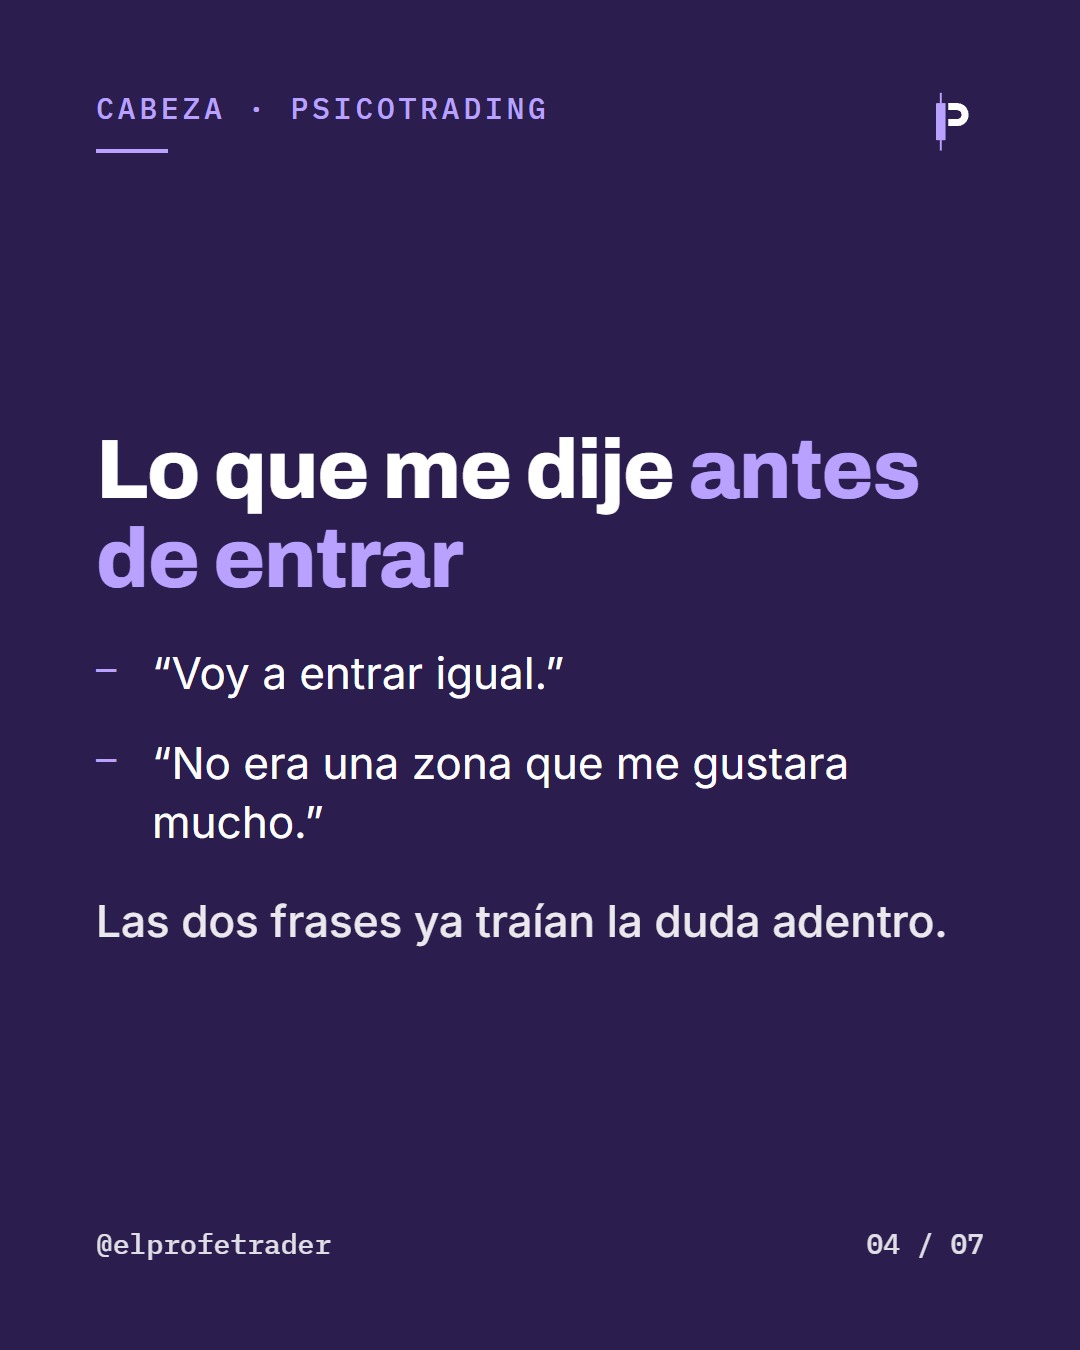 CABEZA · PSICOTRADING
P
Lo que me dije antes
de entrar
– “Voy a entrar igual.”
– “No era una zona que me gustara
mucho.”
Las dos frases ya traían la duda adentro.
@elprofetrader
04 / 07